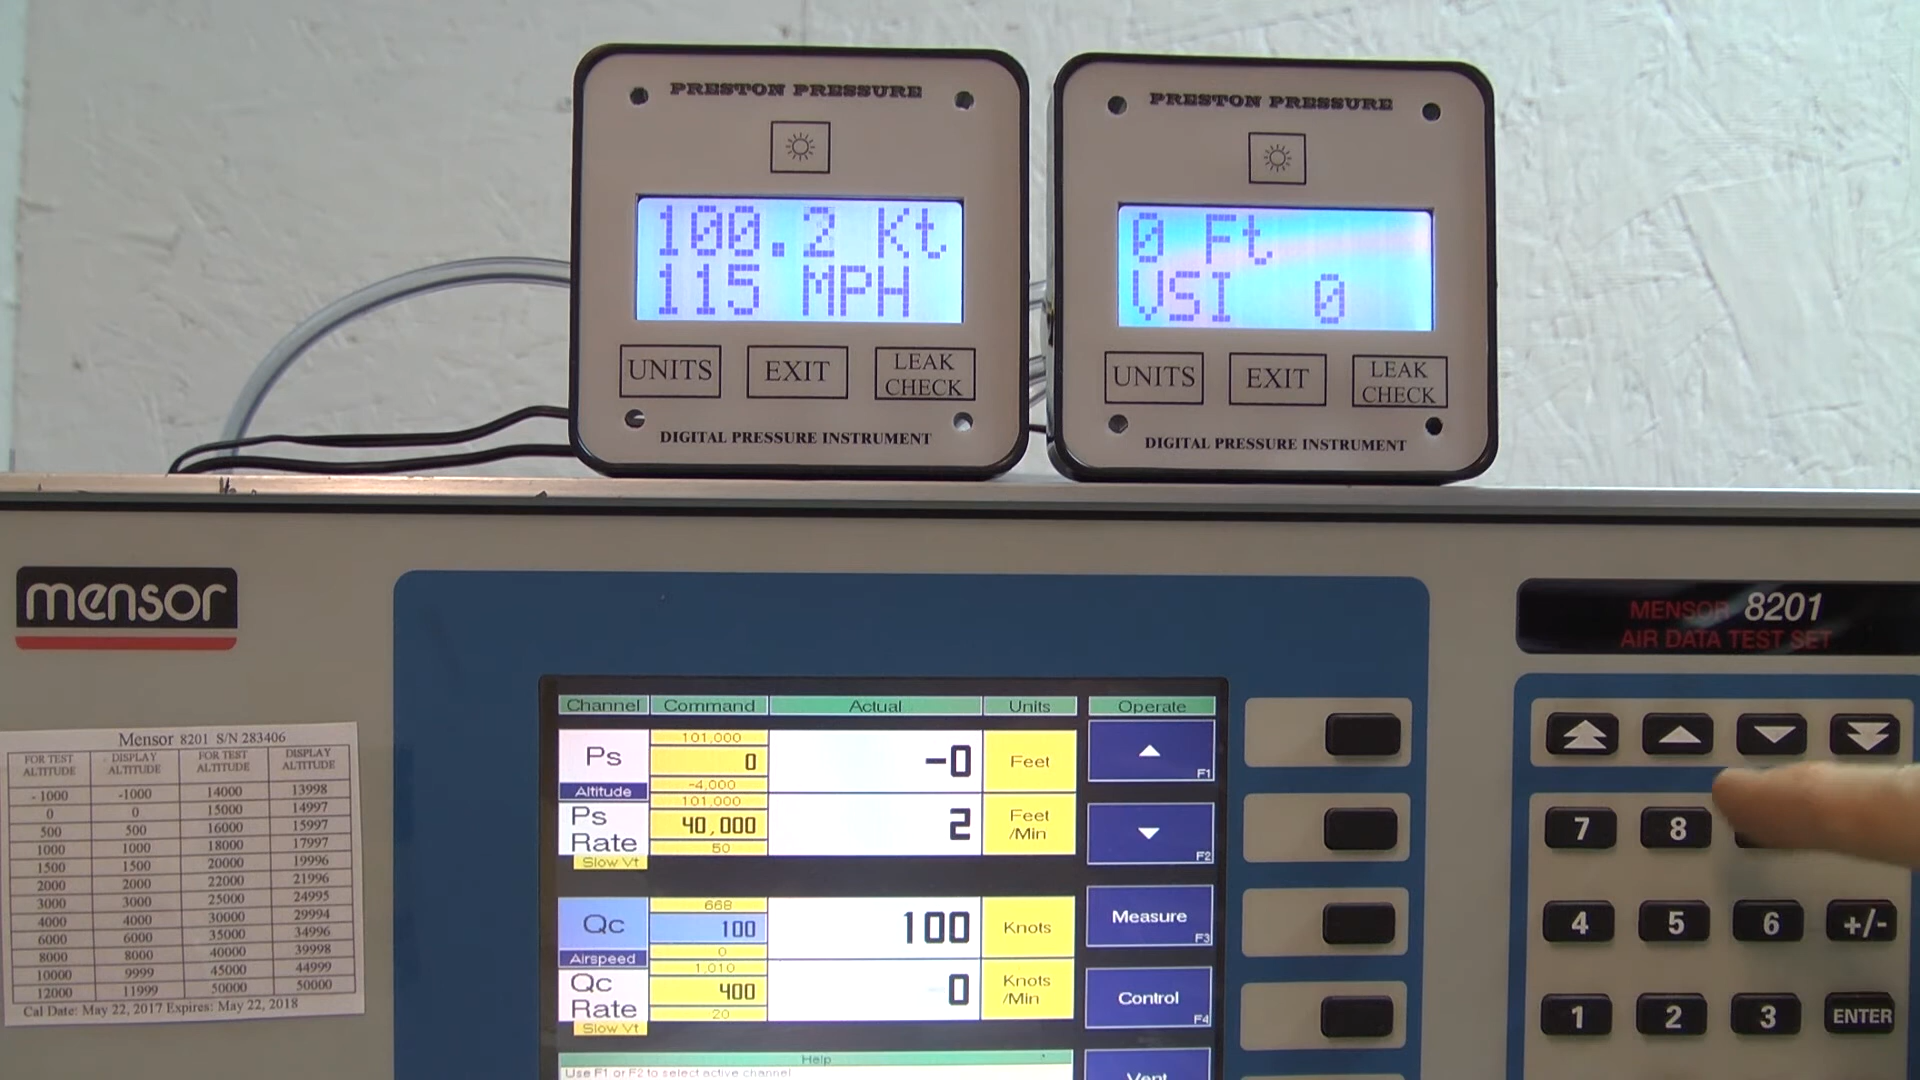 PRESTON PRESSURE
100.2 Kt
115 MPH
UNITS
EXIT
LEAK
CHECK
DIGITAL PRESSURE INSTRUMENT
PRESTON PRESSURE
0 Ft
VSI 0
UNITS
EXIT
LEAK
CHECK
DIGITAL PRESSURE INSTRUMENT
mensor
MENSOR 8201
AIR DATA TEST SET
Mensor 8201 S/N 283406
FOR TEST ALTITUDE DISPLAY ALTITUDE FOR TEST ALTITUDE DISPLAY ALTITUDE
-1000 -1000 14000 13998
0 0 15000 14997
500 500 16000 15997
1000 1000 18000 17997
1500 1500 20000 19996
2000 2000 22000 21996
3000 3000 25000 24995
4000 4000 30000 29994
6000 6000 35000 34996
8000 8000 40000 39998
10000 9999 45000 44999
12000 11999 50000 50000
Cal Date: May 22, 2017 Expires: May 22, 2018
Channel Command Actual Units Operate
101,000
Ps 0 -0 Feet
Altitude -4,000
101,000
Ps Rate 40,000 2 Feet /Min
Slow Vt 50
668
Qc 100 100 Knots
Airspeed 0
1,010
Qc Rate 400 0 Knots /Min
Slow Vt 20
Help
Use F1 or F2 to select active channel
F1
F2
Measure F3
Control F4
Vent
7 8
4 5 6 +/-
1 2 3 ENTER